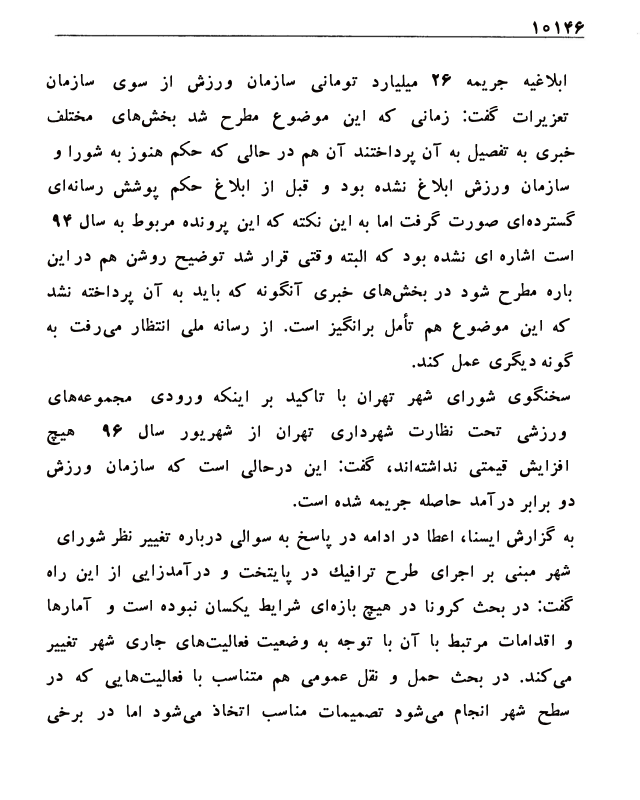 ۱۰۱۴۶
ابلاغیه جریمه ۲۶ میلیارد تومانی سازمان ورزش از سوی سازمان
تعزیرات گفت: زمانی که این موضوع مطرح شد بخش‌های مختلف
خبری به تفصیل به آن پرداختند آن هم در حالی که حکم هنوز به شورا و
سازمان ورزش ابلاغ نشده بود و قبل از ابلاغ حکم پوشش رسانه‌ای
گسترده‌ای صورت گرفت اما به این نکته که این پرونده مربوط به سال ۹۴
است اشاره ای نشده بود که البته وقتی قرار شد توضیح روشن هم در این
باره مطرح شود در بخش‌های خبری آنگونه که باید به آن پرداخته نشد
که این موضوع هم تأمل برانگیز است. از رسانه ملی انتظار می‌رفت به
گونه دیگری عمل کند.
سخنگوی شورای شهر تهران با تاکید بر اینکه ورودی مجموعه‌های
ورزشی تحت نظارت شهرداری تهران از شهریور سال ۹۶ هیچ
افزایش قیمتی نداشته‌اند، گفت: این درحالی است که سازمان ورزش
دو برابر درآمد حاصله جریمه شده است.
به گزارش ایسنا، اعطا در ادامه در پاسخ به سوالی درباره تغییر نظر شورای
شهر مبنی بر اجرای طرح ترافیك در پایتخت و درآمدزایی از این راه
گفت: در بحث کرونا در هیچ بازه‌ای شرایط یکسان نبوده است و آمارها
و اقدامات مرتبط با آن با توجه به وضعیت فعالیت‌های جاری شهر تغییر
می‌کند. در بحث حمل و نقل عمومی هم متناسب با فعالیت‌هایی که در
سطح شهر انجام می‌شود تصمیمات مناسب اتخاذ می‌شود اما در برخی